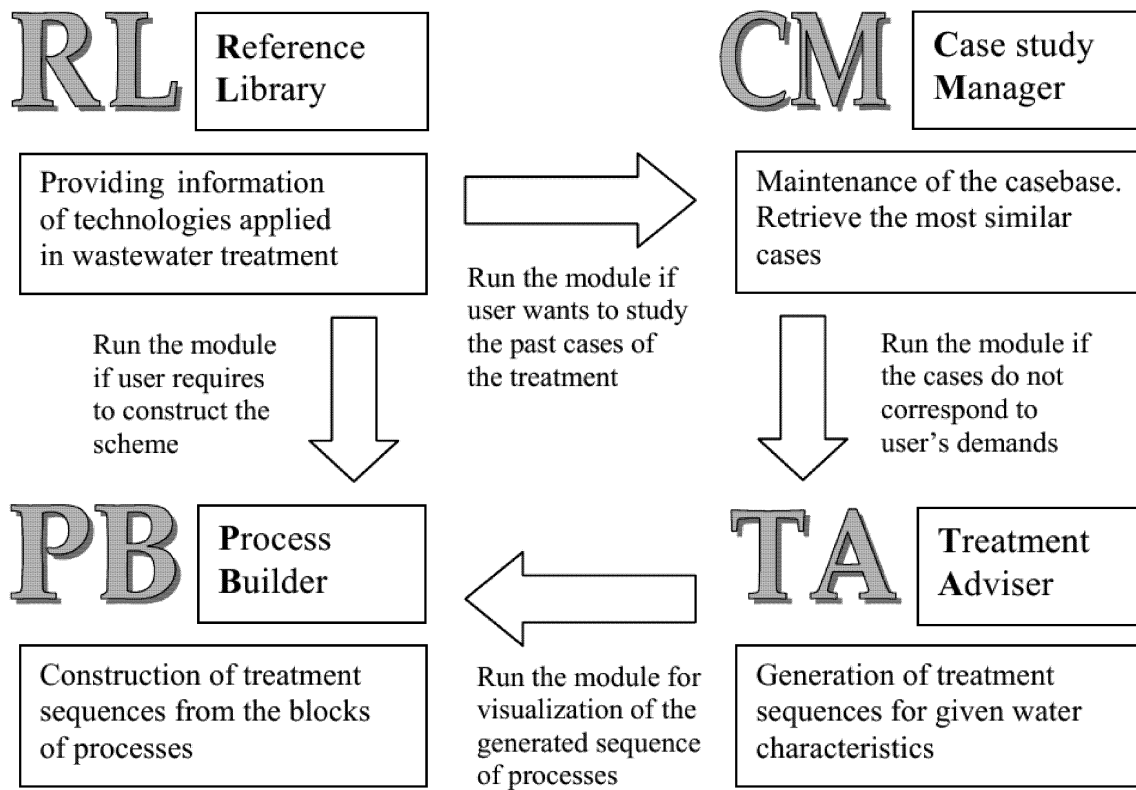 RL
Reference
Library
Providing information
of technologies applied
in wastewater treatment
CM
Case study
Manager
Maintenance of the casebase.
Retrieve the most similar
cases
Run the module if
user wants to study
the past cases of
the treatment
Run the module
if user requires
to construct the
scheme
Run the module if
the cases do not
correspond to
user's demands
PB
Process
Builder
Construction of treatment
sequences from the blocks
of processes
TA
Treatment
Adviser
Generation of treatment
sequences for given water
characteristics
Run the module for
visualization of the
generated sequence
of processes